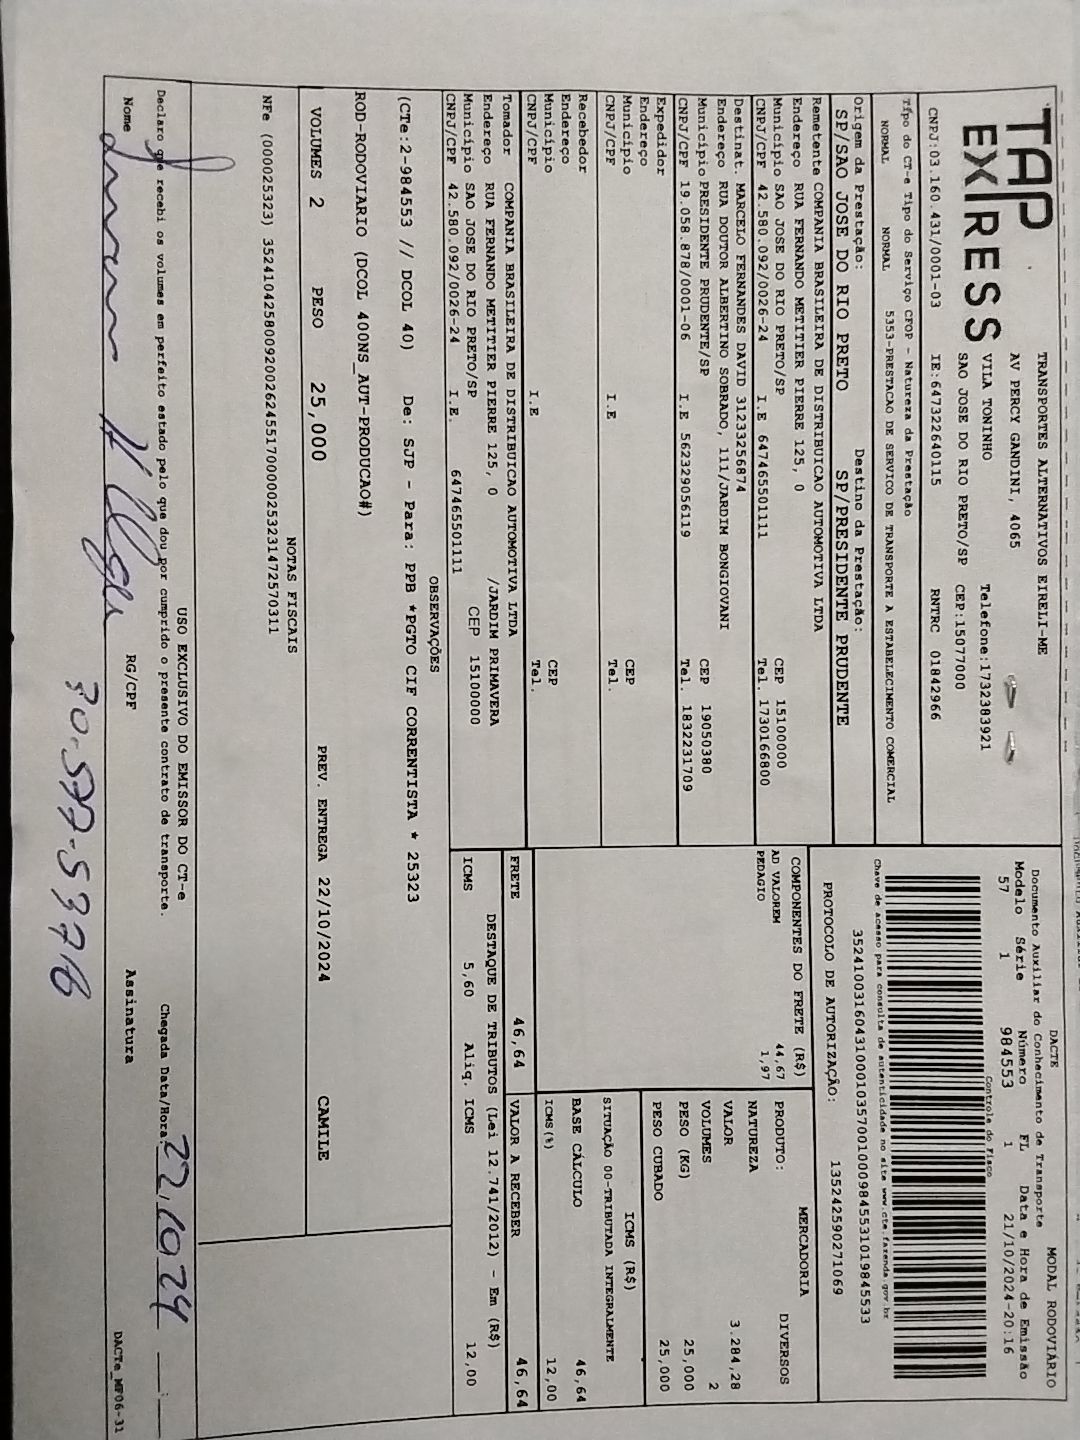 TAP
EXPRESS
TRANSPORTES ALTERNATIVOS EIRELI-ME
AV PERCY GANDINI, 4065
VILA TONINHO Telefone:1732383921
SAO JOSE DO RIO PRETO/SP CEP:15077000
CNPJ:03.160.431/0001-03 IE:647322640115 RNTRC 01842966
Tipo do CT-e Tipo do Serviço CFOP - Natureza da Prestação
NORMAL NORMAL 5353-PRESTACAO DE SERVICO DE TRANSPORTE A ESTABELECIMENTO COMERCIAL
Origem da Prestação: Destino da Prestação:
SP/SAO JOSE DO RIO PRETO SP/PRESIDENTE PRUDENTE
Remetente COMPANIA BRASILEIRA DE DISTRIBUICAO AUTOMOTIVA LTDA
Endereço RUA FERNANDO METITIER PIERRE 125, 0
Município SAO JOSE DO RIO PRETO/SP CEP 15100000
CNPJ/CPF 42.580.092/0026-24 I.E 647465501111 Tel. 1730166800
Destinat. MARCELO FERNANDES DAVID 31233256874
Endereço RUA DOUTOR ALBERTINO SOBRADO, 111/JARDIM BONGIOVANI
Município PRESIDENTE PRUDENTE/SP CEP 19050380
CNPJ/CPF 19.058.878/0001-06 I.E 562329056119 Tel. 1832231709
Expedidor
Endereço
Município CEP
CNPJ/CPF I.E Tel.
Recebedor
Endereço
Município CEP
CNPJ/CPF I.E Tel.
Tomador COMPANIA BRASILEIRA DE DISTRIBUICAO AUTOMOTIVA LTDA
Endereço RUA FERNANDO METITIER PIERRE 125, 0 /JARDIM PRIMAVERA
Município SAO JOSE DO RIO PRETO/SP CEP 15100000
CNPJ/CPF 42.580.092/0026-24 I.E. 647465501111
DACTE MODAL RODOVIÁRIO
Documento Auxiliar do Conhecimento de Transporte
Modelo Série Número FL Data e Hora de Emissão
57 1 984553 1 21/10/2024-20:16
Controle do Fisco
Chave de acesso para consulta de autenticidade no site www.cte.fazenda.gov.br
35241003160431000103570010009845531019845533
PROTOCOLO DE AUTORIZAÇÃO: 135242590271069
COMPONENTES DO FRETE (R$)
AD VALOREM 44,67
PEDAGIO 1,97
PRODUTO: DIVERSOS
NATUREZA MERCADORIA
VALOR 3.284,28
VOLUMES 2
PESO (KG) 25,000
PESO CUBADO 25,000
ICMS (R$)
SITUAÇÃO 00-TRIBUTADA INTEGRALMENTE
BASE CÁLCULO 46,64
ICMS(%) 12,00
FRETE 46,64 VALOR A RECEBER 46,64
DESTAQUE DE TRIBUTOS (Lei 12.741/2012) - Em (R$)
ICMS 5,60 Aliq. ICMS 12,00
OBSERVAÇÕES
(CTe:2-984553 // DCOL 40) De: SJP - Para: PPB *PGTO CIF CORRENTISTA * 25323
ROD-RODOVIARIO (DCOL 400NS_AUT-PRODUCAO#)
VOLUMES 2 PESO 25,000 PREV. ENTREGA 22/10/2024 CAMILE
NOTAS FISCAIS
NFe (000025323) 35241042580092002624551700000253231472570311
USO EXCLUSIVO DO EMISSOR DO CT-e
Declaro que recebi os volumes em perfeito estado pelo que dou por cumprido o presente contrato de transporte. Chegada Data/Hora: 22/10/24 ___:___
Nome RG/CPF Assinatura
DACTe_MF06-31